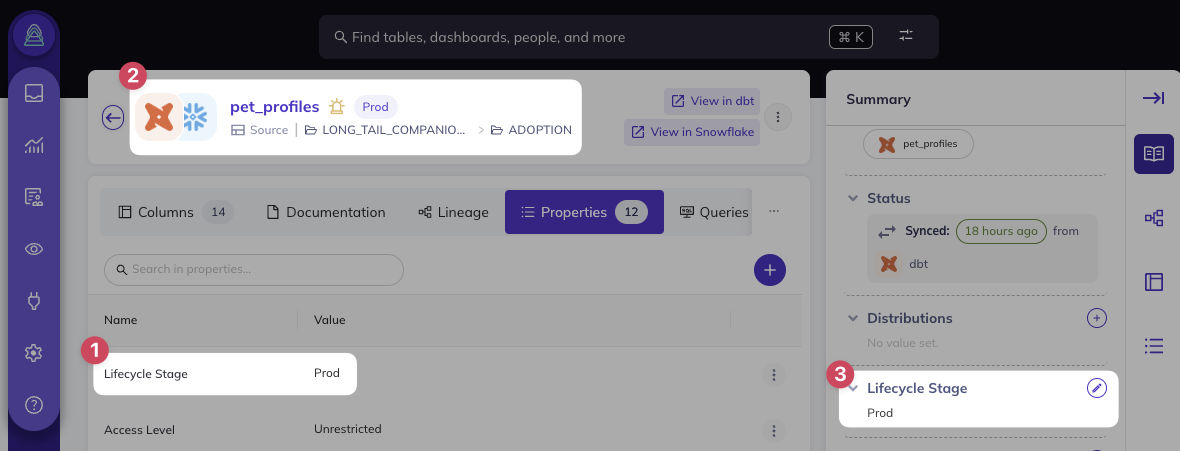 Find tables, dashboards, people, and more
⌘ K
2
pet_profiles
Prod
Source | LONG_TAIL_COMPANIO... > ADOPTION
View in dbt
View in Snowflake
Columns 14
Documentation
Lineage
Properties 12
SQL
Queries
...
Search in properties...
Name Value
1
Lifecycle Stage Prod
Access Level Unrestricted
Summary
pet_profiles
Status
Synced: 18 hours ago from
dbt
Distributions
No value set.
3
Lifecycle Stage
Prod